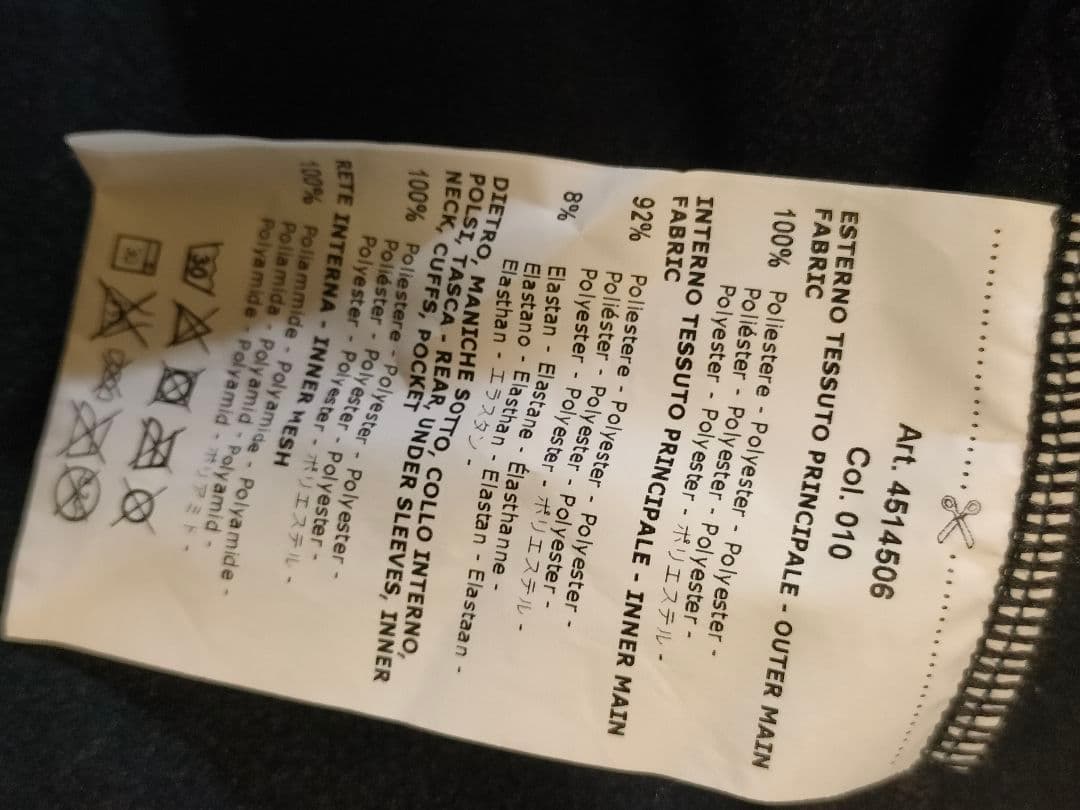 Art. 4514506
Col. 010
ESTERNO TESSUTO PRINCIPALE - OUTER MAIN
FABRIC
100% Poliestere - Polyester - Polyester -
Poliéster - Polyester - Polyester -
Polyester - Polyester - ポリエステル -
INTERNO TESSUTO PRINCIPALE - INNER MAIN
FABRIC
92% Poliestere - Polyester - Polyester -
Poliéster - Polyester - Polyester -
Polyester - Polyester - ポリエステル -
8% Elastan - Elastane - Élasthanne -
Elastano - Elasthan - Elastan - Elastaan -
Elasthan - エラスタン -
DIETRO, MANICHE SOTTO, COLLO INTERNO,
POLSI, TASCA - REAR, UNDER SLEEVES, INNER
NECK, CUFFS, POCKET
100% Poliestere - Polyester - Polyester -
Poliéster - Polyester - Polyester -
Polyester - Polyester - ポリエステル -
RETE INTERNA - INNER MESH
100% Poliammide - Polyamide - Polyamide -
Poliamida - Polyamid - Polyamid -
Polyamide - Polyamid - ポリアミド -
30
30